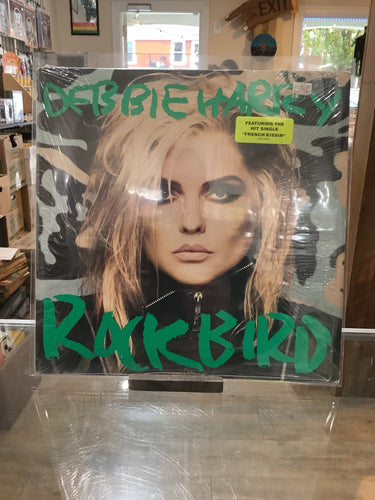 EXIT
DEBBIE HARRY
FEATURING THE
HIT SINGLE
"FRENCH KISSIN"
ROCKBIRD